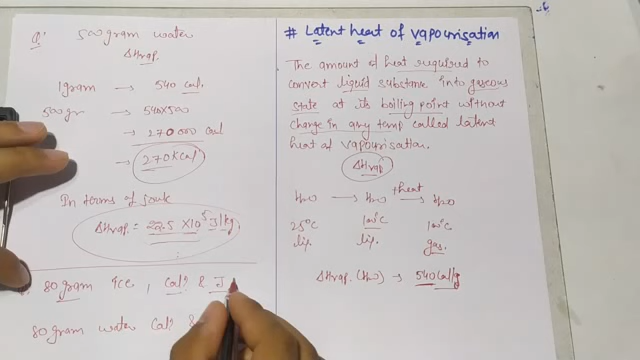 Q. 500 gram water
ΔHvap.
1 gram → 540 cal.
500 gr → 540×500
→ 270000 Cal
→ 270 KCal
In terms of joule
ΔHvap. = 22.5 × 10⁵ J/kg
80 gram Ice, Cal? & J
80 gram water Cal? &
# Latent heat of Vapourisation
The amount of heat required to
convert liquid substance into gaseous
state at its boiling point without
change in any temp called latent
heat of vapourisation.
ΔHvap
H₂O → H₂O +heat→ H₂O
25°C 100°C 100°C
liq. liq. gas.
ΔHvap. (H₂O) → 540 Cal/g